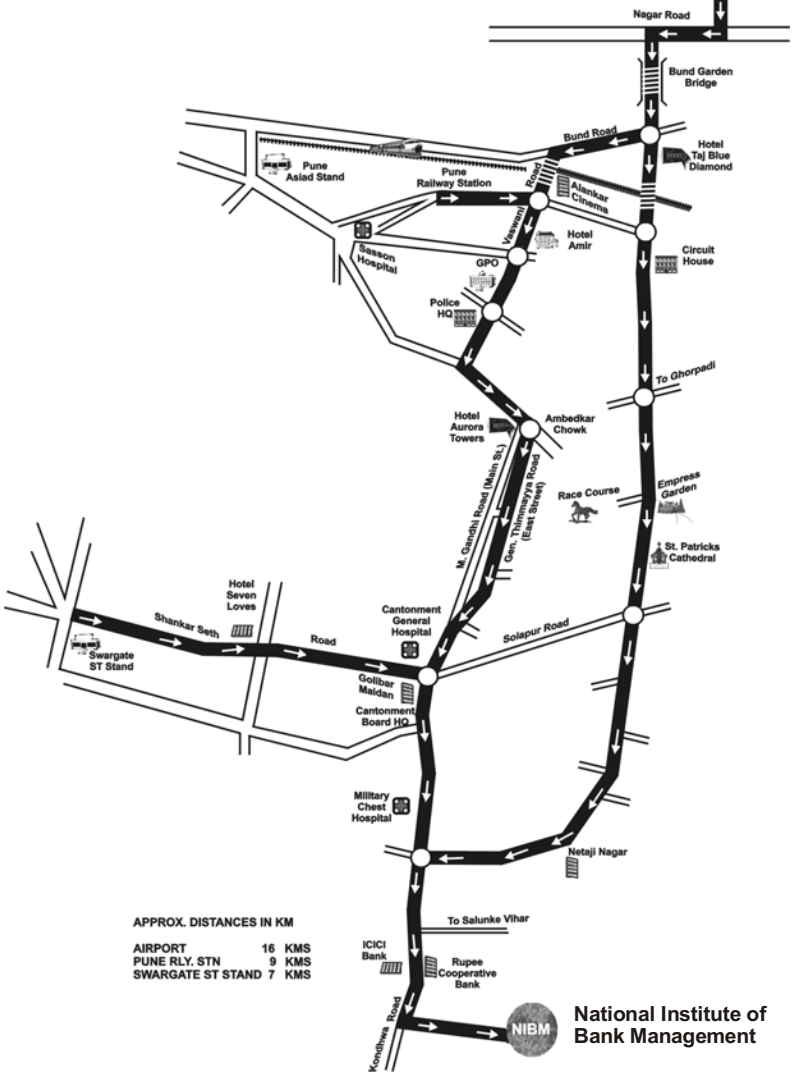 Nagar Road
Bund Garden
Bridge
Bund Road
Hotel
Taj Blue
Diamond
Pune
Asiad Stand
Pune
Railway Station
Vaswani Road
Alankar
Cinema
Sasson
Hospital
GPO
Hotel
Amir
Circuit
House
Police
HQ
To Ghorpadi
Hotel
Aurora
Towers
Ambedkar
Chowk
M. Gandhi Road (Main St.)
Gen. Thimmayya Road
(East Street)
Race Course
Empress
Garden
St. Patricks
Cathedral
Hotel
Seven
Loves
Shankar Seth Road
Swargate
ST Stand
Cantonment
General
Hospital
Solapur Road
Golibar
Maidan
Cantonment
Board HQ
Military
Chest
Hospital
Netaji Nagar
To Salunke Vihar
ICICI
Bank
Rupee
Cooperative
Bank
Kondhwa Road
NIBM
National Institute of
Bank Management
APPROX. DISTANCES IN KM
AIRPORT 16 KMS
PUNE RLY. STN 9 KMS
SWARGATE ST STAND 7 KMS